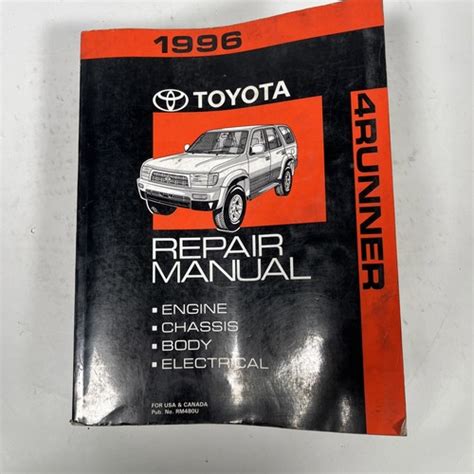 1996
TOYOTA
4RUNNER
REPAIR
MANUAL
▪ ENGINE
▪ CHASSIS
▪ BODY
▪ ELECTRICAL
FOR USA & CANADA
Pub. No. RM480U